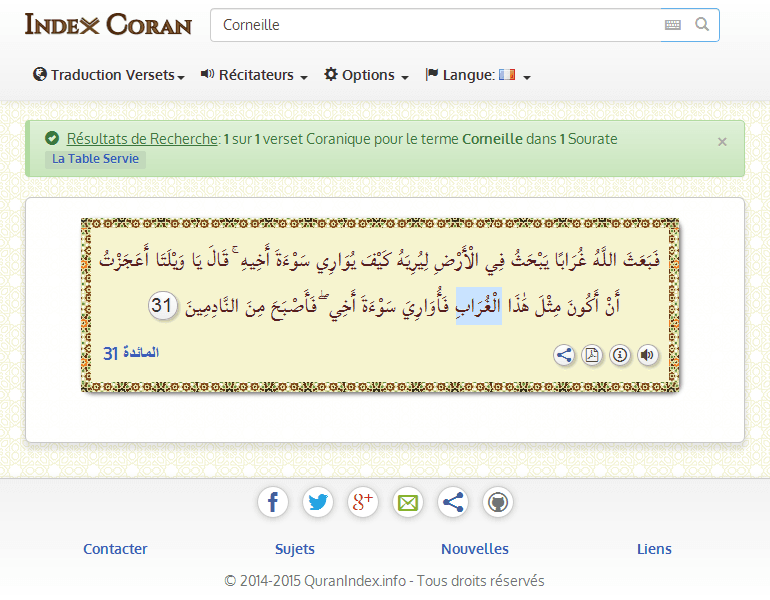 INDEX CORAN
Corneille
Traduction Versets Récitateurs Options Langue:
Résultats de Recherche: 1 sur 1 verset Coranique pour le terme Corneille dans 1 Sourate ×
La Table Servie
فَبَعَثَ اللَّهُ غُرَابًا يَبْحَثُ فِي الْأَرْضِ لِيُرِيَهُ كَيْفَ يُوَارِي سَوْءَةَ أَخِيهِ ۚ قَالَ يَا وَيْلَتَا أَعَجَزْتُ
أَنْ أَكُونَ مِثْلَ هَٰذَا الْغُرَابِ فَأُوَارِيَ سَوْءَةَ أَخِي ۖ فَأَصْبَحَ مِنَ النَّادِمِينَ 31
المائدة 31
Contacter Sujets Nouvelles Liens
© 2014-2015 QuranIndex.info - Tous droits réservés